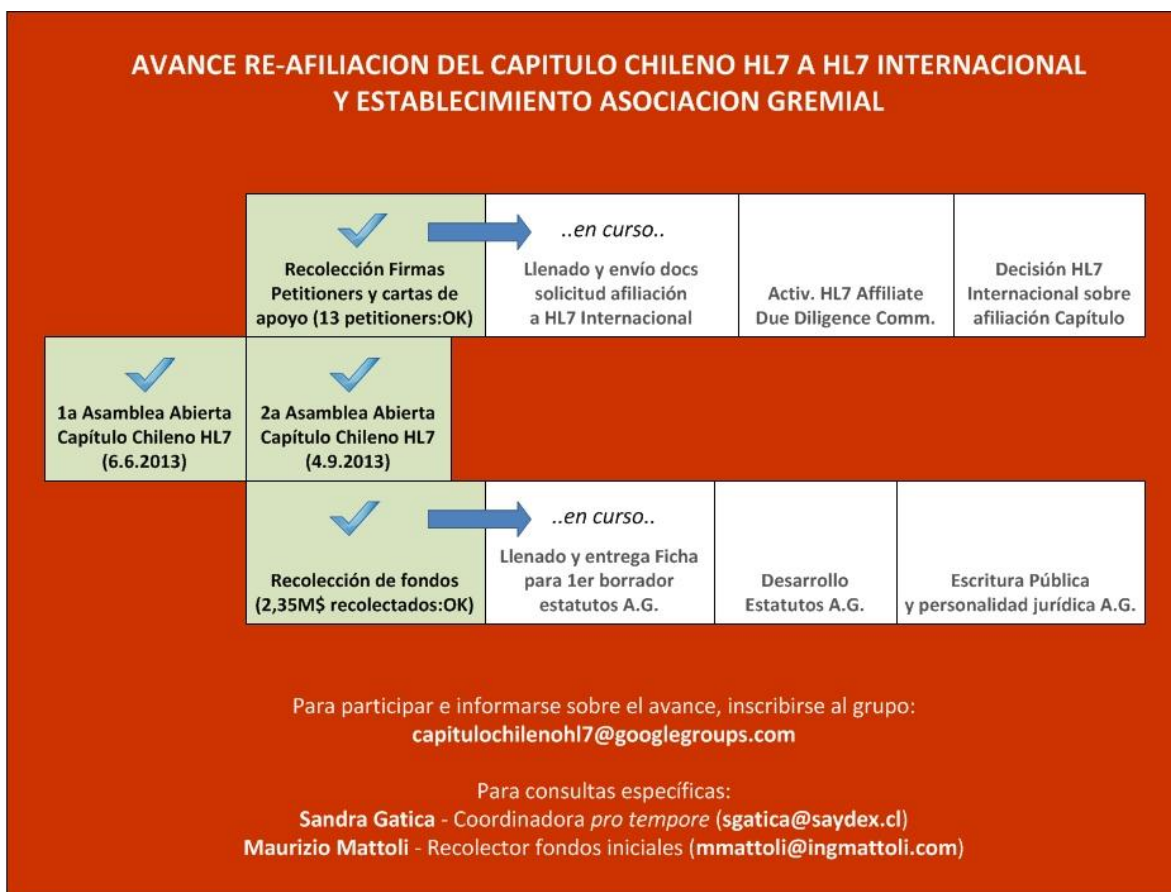 AVANCE RE-AFILIACION DEL CAPITULO CHILENO HL7 A HL7 INTERNACIONAL
Y ESTABLECIMIENTO ASOCIACION GREMIAL
Recolección Firmas
Petitioners y cartas de
apoyo (13 petitioners:OK)
..en curso..
Llenado y envío docs
solicitud afiliación
a HL7 Internacional
Activ. HL7 Affiliate
Due Diligence Comm.
Decisión HL7
Internacional sobre
afiliación Capítulo
1a Asamblea Abierta
Capítulo Chileno HL7
(6.6.2013)
2a Asamblea Abierta
Capítulo Chileno HL7
(4.9.2013)
Recolección de fondos
(2,35M$ recolectados:OK)
..en curso..
Llenado y entrega Ficha
para 1er borrador
estatutos A.G.
Desarrollo
Estatutos A.G.
Escritura Pública
y personalidad jurídica A.G.
Para participar e informarse sobre el avance, inscribirse al grupo:
capitulochilenohl7@googlegroups.com
Para consultas específicas:
Sandra Gatica - Coordinadora pro tempore (sgatica@saydex.cl)
Maurizio Mattoli - Recolector fondos iniciales (mmattoli@ingmattoli.com)